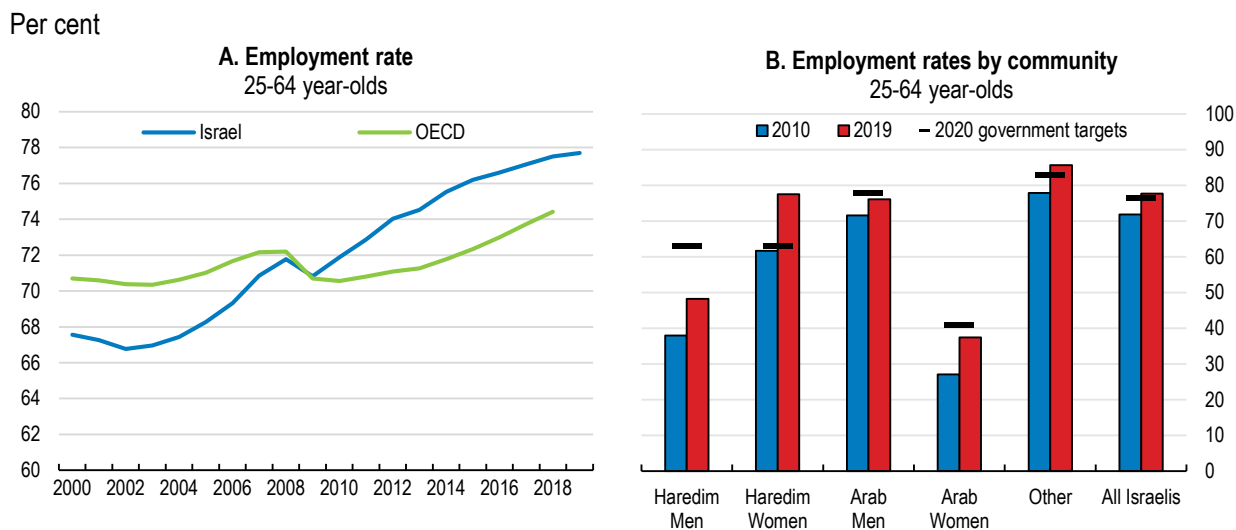 Per cent
A. Employment rate
25-64 year-olds
Israel
OECD
80
78
76
74
72
70
68
66
64
62
60
2000 2002 2004 2006 2008 2010 2012 2014 2016 2018
B. Employment rates by community
25-64 year-olds
2010 2019 2020 government targets
100
90
80
70
60
50
40
30
20
10
0
Haredim Men
Haredim Women
Arab Men
Arab Women
Other
All Israelis